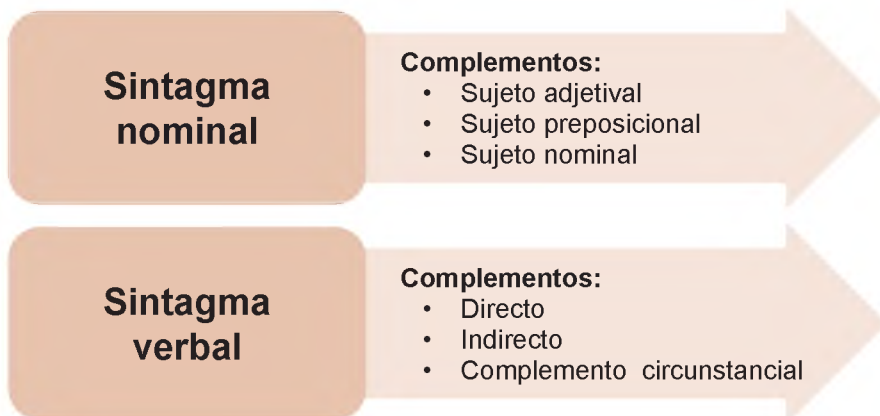 Sintagma
nominal
Complementos:
• Sujeto adjetival
• Sujeto preposicional
• Sujeto nominal
Sintagma
verbal
Complementos:
• Directo
• Indirecto
• Complemento circunstancial